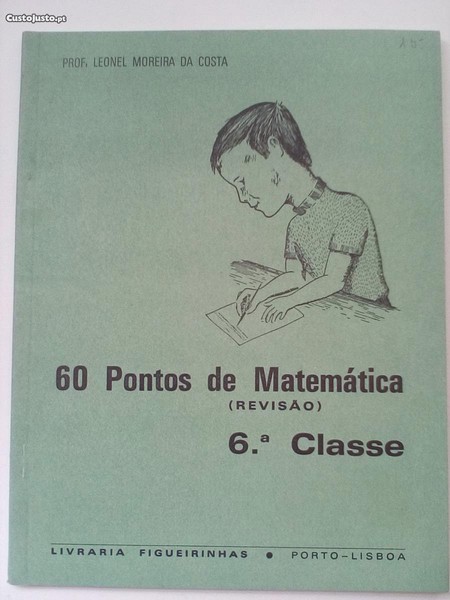 CustoJusto.pt
PROF. LEONEL MOREIRA DA COSTA
60 Pontos de Matemática
(REVISÃO)
6.ª Classe
LIVRARIA FIGUEIRINHAS • PORTO-LISBOA